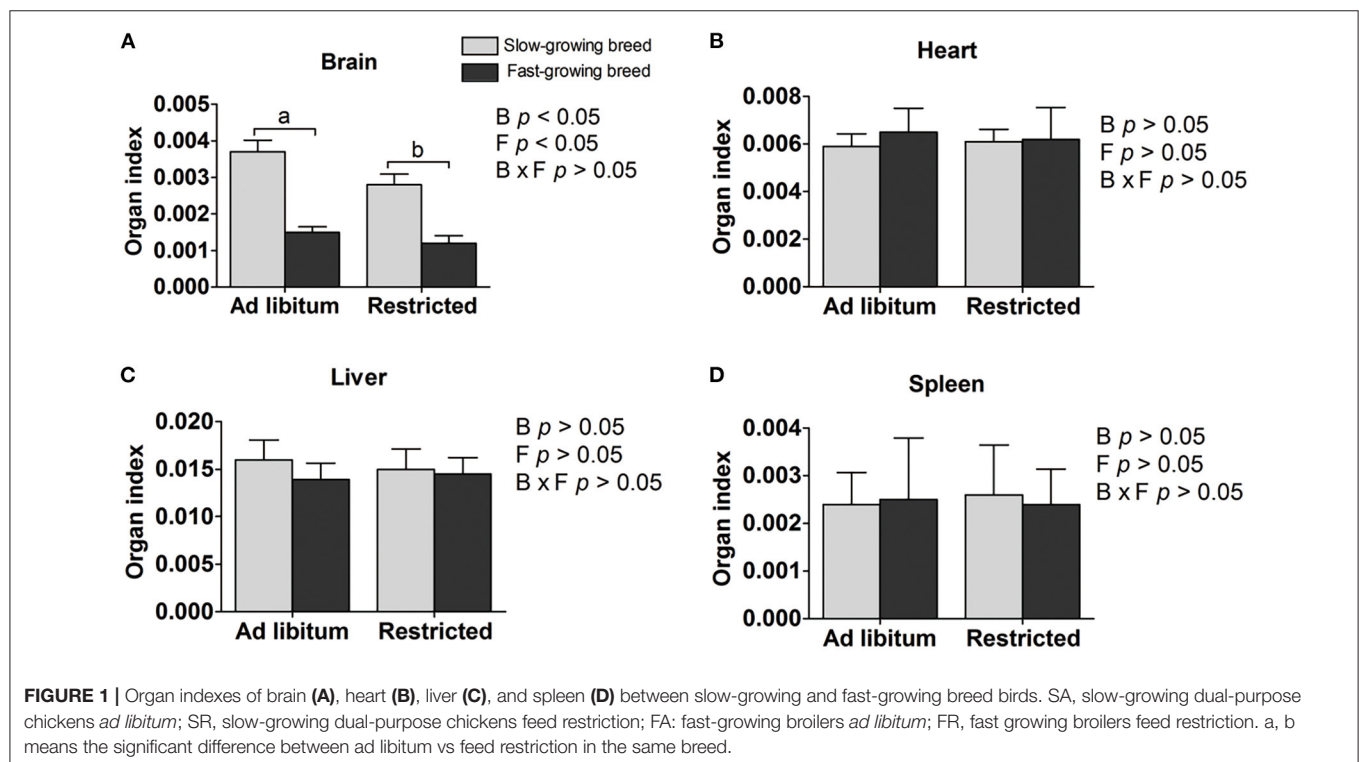 A
Brain
Slow-growing breed
Fast-growing breed
Organ index
0.005
0.004
0.003
0.002
0.001
0.000
a
b
Ad libitum
Restricted
B p < 0.05
F p < 0.05
B x F p > 0.05
B
Heart
Organ index
0.008
0.006
0.004
0.002
0.000
Ad libitum
Restricted
B p > 0.05
F p > 0.05
B x F p > 0.05
C
Liver
Organ index
0.020
0.015
0.010
0.005
0.000
Ad libitum
Restricted
B p > 0.05
F p > 0.05
B x F p > 0.05
D
Spleen
Organ index
0.004
0.003
0.002
0.001
0.000
Ad libitum
Restricted
B p > 0.05
F p > 0.05
B x F p > 0.05
FIGURE 1 | Organ indexes of brain (A), heart (B), liver (C), and spleen (D) between slow-growing and fast-growing breed birds. SA, slow-growing dual-purpose
chickens ad libitum; SR, slow-growing dual-purpose chickens feed restriction; FA: fast-growing broilers ad libitum; FR, fast growing broilers feed restriction. a, b
means the significant difference between ad libitum vs feed restriction in the same breed.